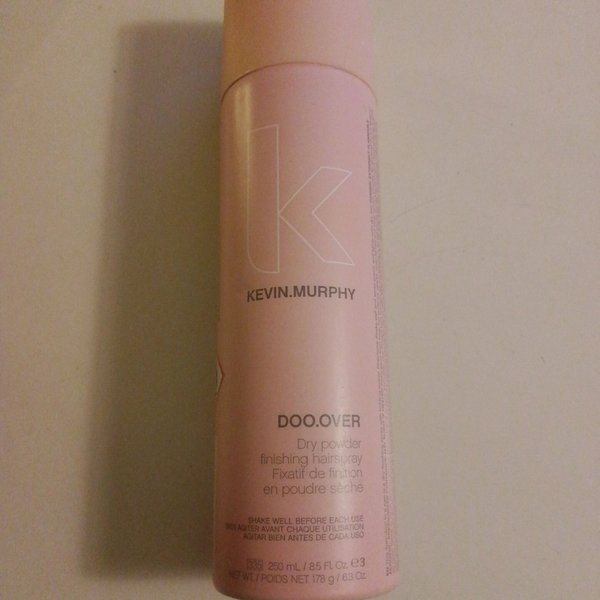 k
KEVIN.MURPHY
DOO.OVER
Dry powder
finishing hairspray
Fixatif de finition
en poudre sèche
SHAKE WELL BEFORE EACH USE
BIEN AGITER AVANT CHAQUE UTILISATION
AGITAR BIEN ANTES DE CADA USO
250 mL / 8.5 Fl. Oz. e3
NET WT. / POIDS NET 178 g / 6.3 Oz.